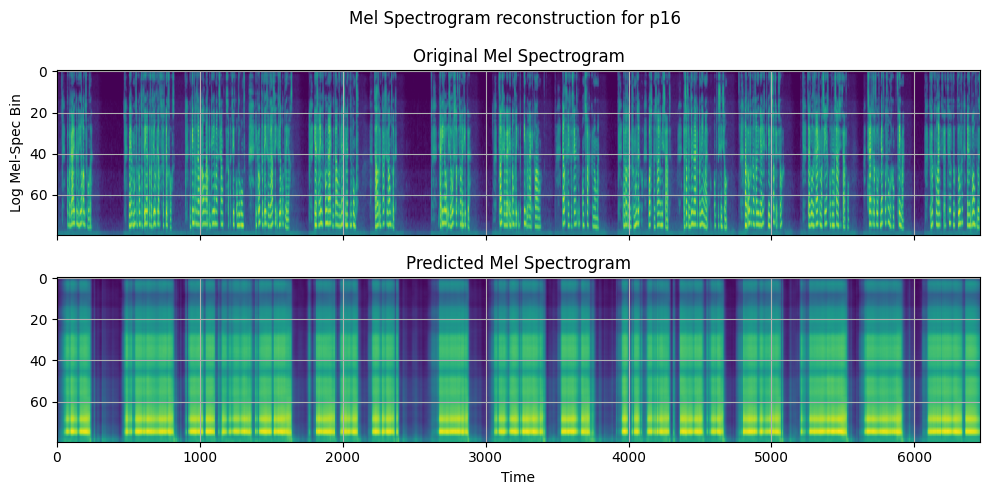 Mel Spectrogram reconstruction for p16
Original Mel Spectrogram
Log Mel-Spec Bin
0
20
40
60
Predicted Mel Spectrogram
0
20
40
60
0 1000 2000 3000 4000 5000 6000
Time